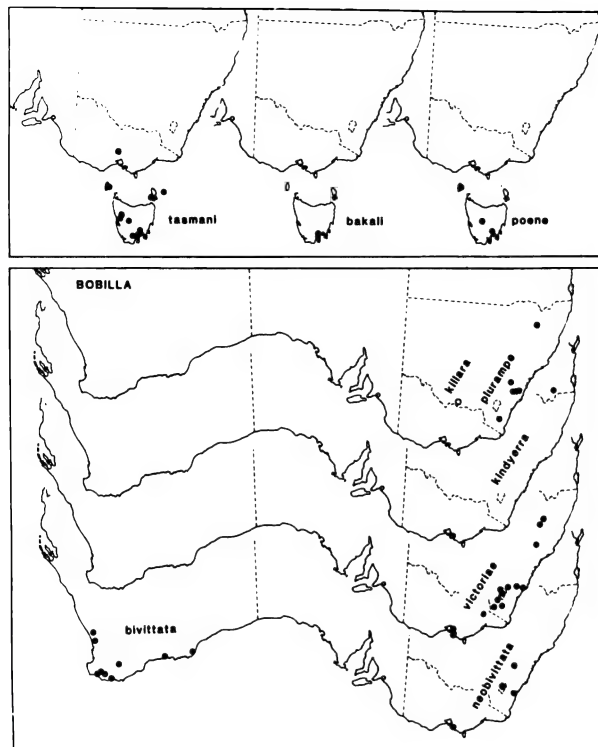 tasmani
bakali
poene
BOBILLA
killara
plurampe
kindyerra
victoriae
bivittata
neobivittata